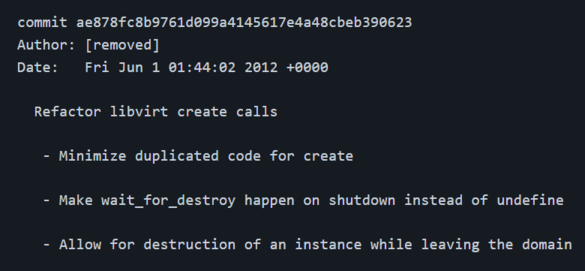 commit ae878fc8b9761d099a4145617e4a48cbeb390623
Author: [removed]
Date:   Fri Jun 1 01:44:02 2012 +0000
Refactor libvirt create calls
- Minimize duplicated code for create
- Make wait_for_destroy happen on shutdown instead of undefine
- Allow for destruction of an instance while leaving the domain